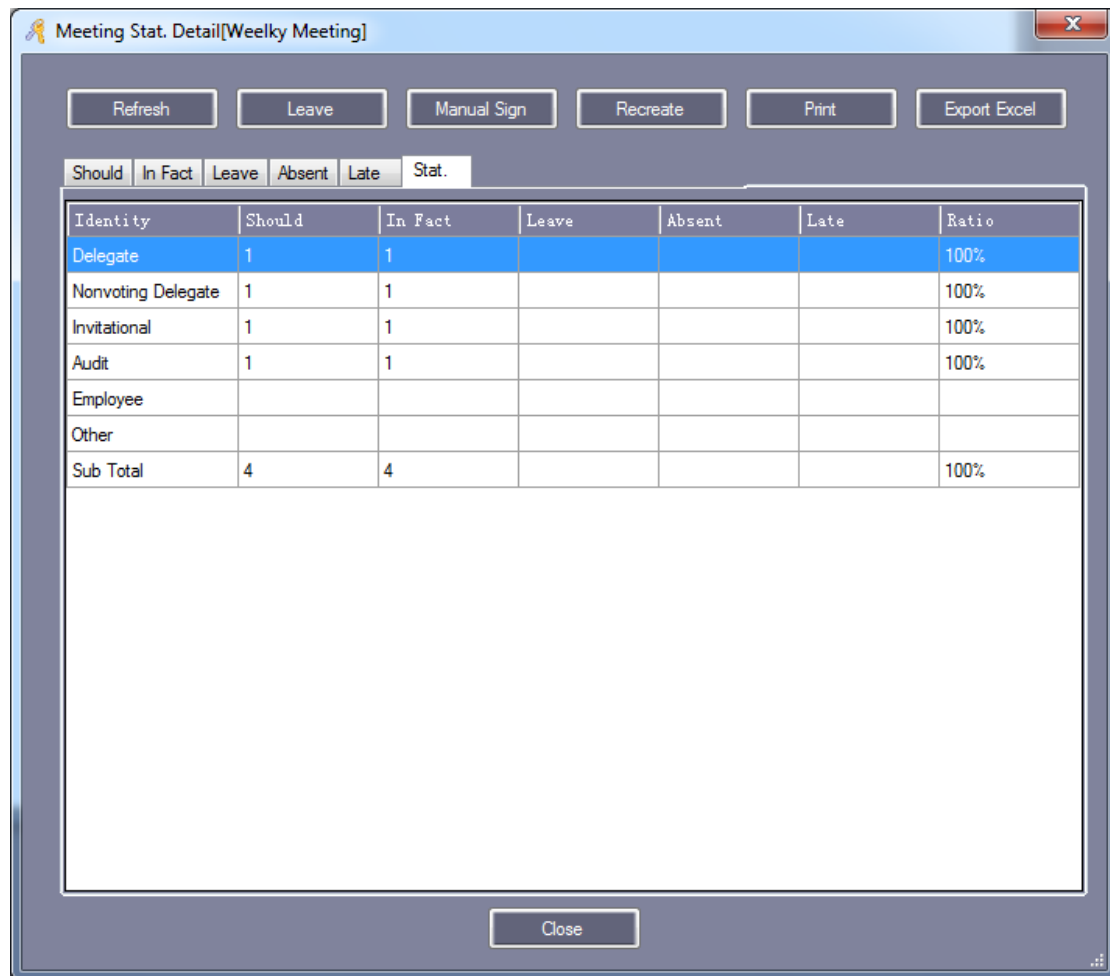 Meeting Stat. Detail[Weelky Meeting]
Refresh Leave Manual Sign Recreate Print Export Excel
Should In Fact Leave Absent Late Stat.
Identity Should In Fact Leave Absent Late Ratio
Delegate 1 1 100%
Nonvoting Delegate 1 1 100%
Invitational 1 1 100%
Audit 1 1 100%
Employee
Other
Sub Total 4 4 100%
Close